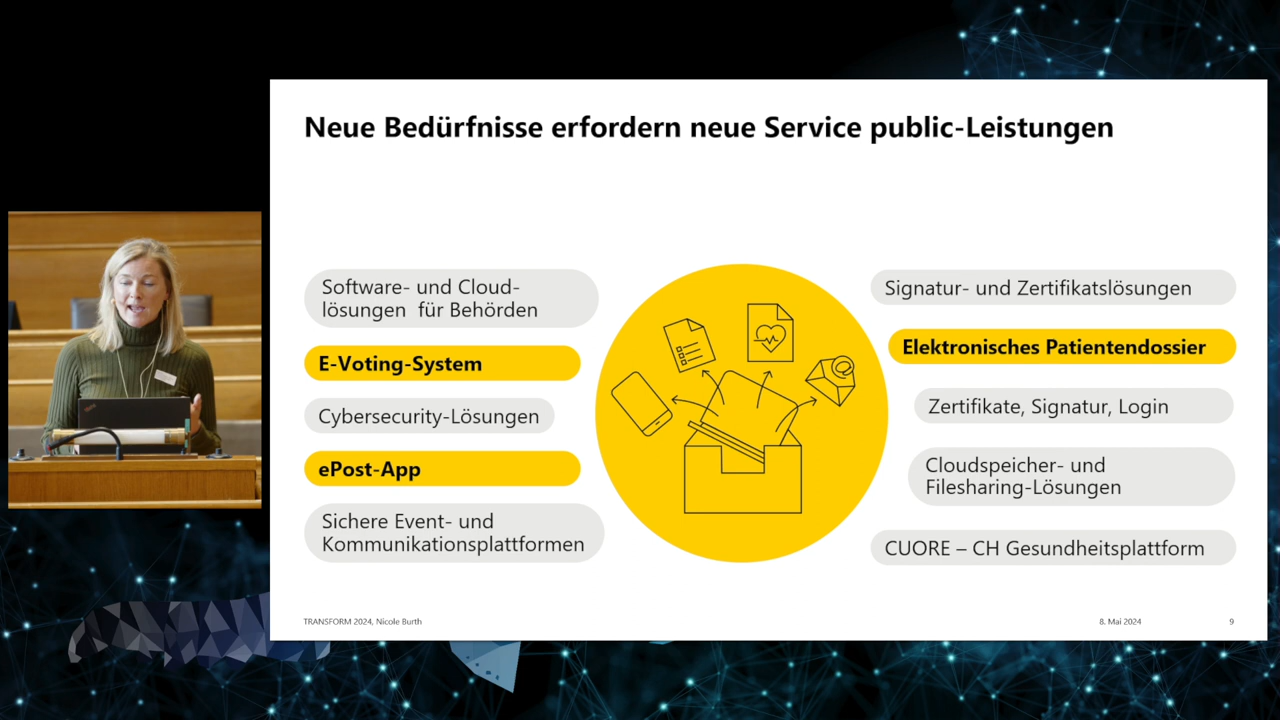 Neue Bedürfnisse erfordern neue Service public-Leistungen
Software- und Cloud-
lösungen für Behörden
E-Voting-System
Cybersecurity-Lösungen
ePost-App
Sichere Event- und
Kommunikationsplattformen
Signatur- und Zertifikatslösungen
Elektronisches Patientendossier
Zertifikate, Signatur, Login
Cloudspeicher- und
Filesharing-Lösungen
CUORE – CH Gesundheitsplattform
TRANSFORM 2024, Nicole Burth
8. Mai 2024
9